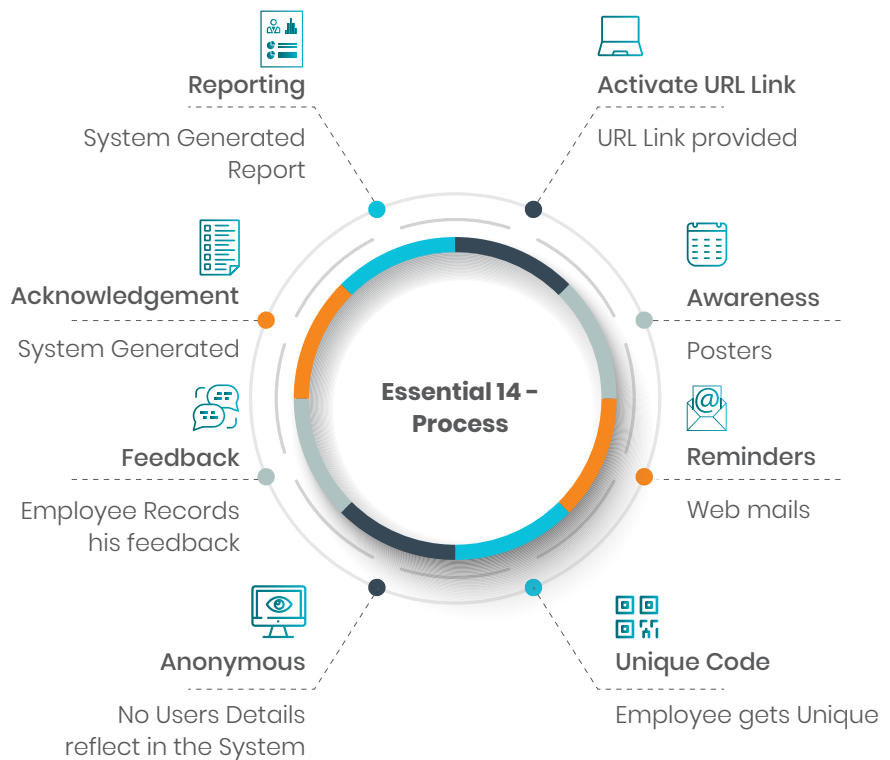 Reporting
System Generated
Report
Activate URL Link
URL Link provided
Acknowledgement
System Generated
Awareness
Posters
Essential 14 -
Process
Feedback
Employee Records
his feedback
@
Reminders
Web mails
Anonymous
No Users Details
reflect in the System
Unique Code
Employee gets Unique